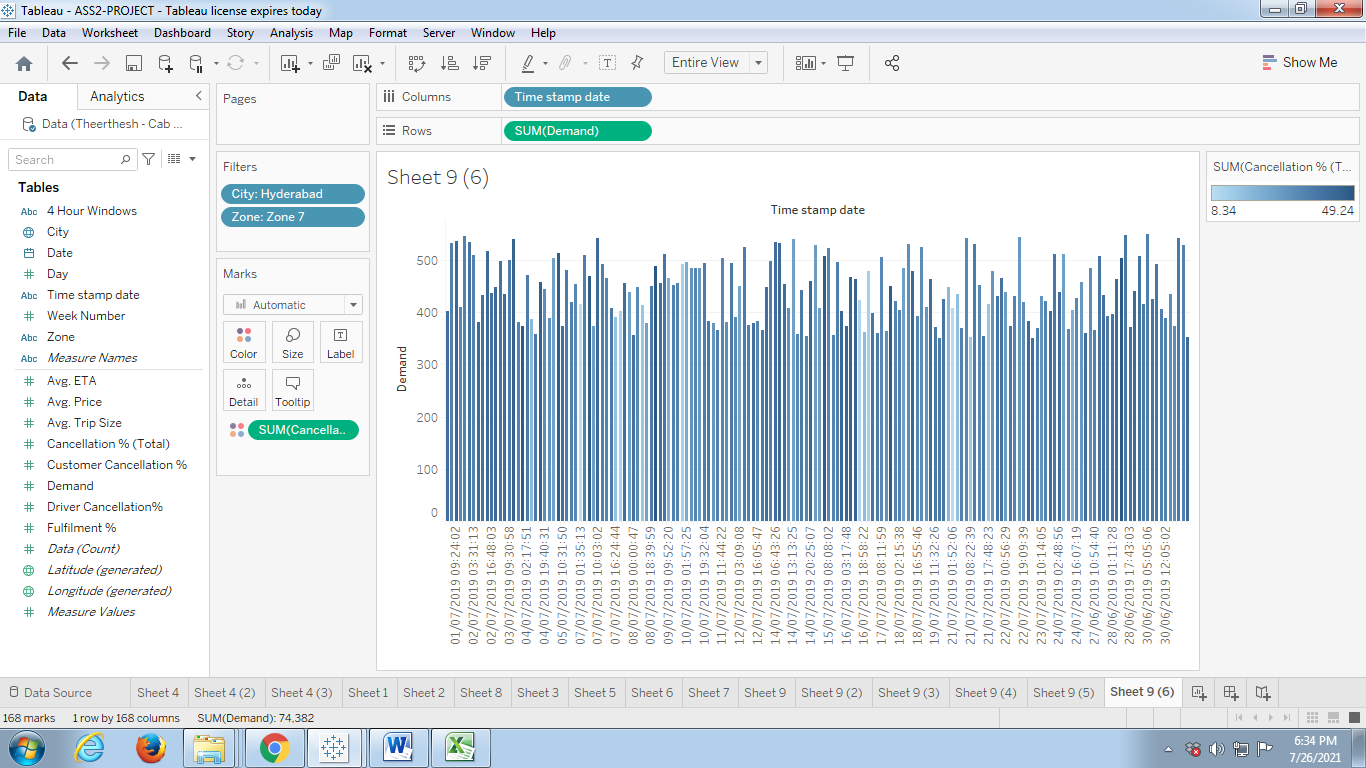 Tableau - ASS2-PROJECT - Tableau license expires today
File Data Worksheet Dashboard Story Analysis Map Format Server Window Help
Entire View
Show Me
Data Analytics
Data (Theerthesh - Cab ...
Search
Tables
Abc 4 Hour Windows
City
Date
# Day
Abc Time stamp date
# Week Number
Abc Zone
Abc Measure Names
# Avg. ETA
# Avg. Price
# Avg. Trip Size
# Cancellation % (Total)
# Customer Cancellation %
# Demand
# Driver Cancellation%
# Fulfilment %
# Data (Count)
Latitude (generated)
Longitude (generated)
# Measure Values
Pages
Filters
City: Hyderabad
Zone: Zone 7
Marks
Automatic
Color Size Label
Detail Tooltip
SUM(Cancella..
Columns Time stamp date
Rows SUM(Demand)
Sheet 9 (6)
Time stamp date
Demand
500
400
300
200
100
0
01/07/2019 09:24:02
02/07/2019 03:31:13
02/07/2019 16:48:03
03/07/2019 09:30:58
04/07/2019 02:17:51
04/07/2019 19:40:31
05/07/2019 10:31:50
07/07/2019 01:35:13
07/07/2019 10:03:02
07/07/2019 16:24:44
08/07/2019 00:00:47
08/07/2019 18:39:59
09/07/2019 09:52:20
10/07/2019 01:57:25
10/07/2019 19:32:04
11/07/2019 11:44:22
12/07/2019 03:09:08
12/07/2019 16:05:47
14/07/2019 06:43:26
14/07/2019 13:13:25
14/07/2019 20:25:07
15/07/2019 08:08:02
16/07/2019 03:17:48
16/07/2019 18:58:22
17/07/2019 08:11:59
18/07/2019 02:15:38
18/07/2019 16:55:46
19/07/2019 11:32:26
21/07/2019 01:52:06
21/07/2019 08:22:39
21/07/2019 17:48:23
22/07/2019 00:56:29
22/07/2019 19:09:39
23/07/2019 10:14:05
24/07/2019 02:48:56
24/07/2019 16:07:19
27/06/2019 10:54:40
28/06/2019 01:11:28
28/06/2019 17:43:03
30/06/2019 05:05:06
30/06/2019 12:05:02
SUM(Cancellation % (T...
8.34 49.24
Data Source Sheet 4 Sheet 4 (2) Sheet 4 (3) Sheet 1 Sheet 2 Sheet 8 Sheet 3 Sheet 5 Sheet 6 Sheet 7 Sheet 9 Sheet 9 (2) Sheet 9 (3) Sheet 9 (4) Sheet 9 (5) Sheet 9 (6)
168 marks 1 row by 168 columns SUM(Demand): 74,382
6:34 PM
7/26/2021